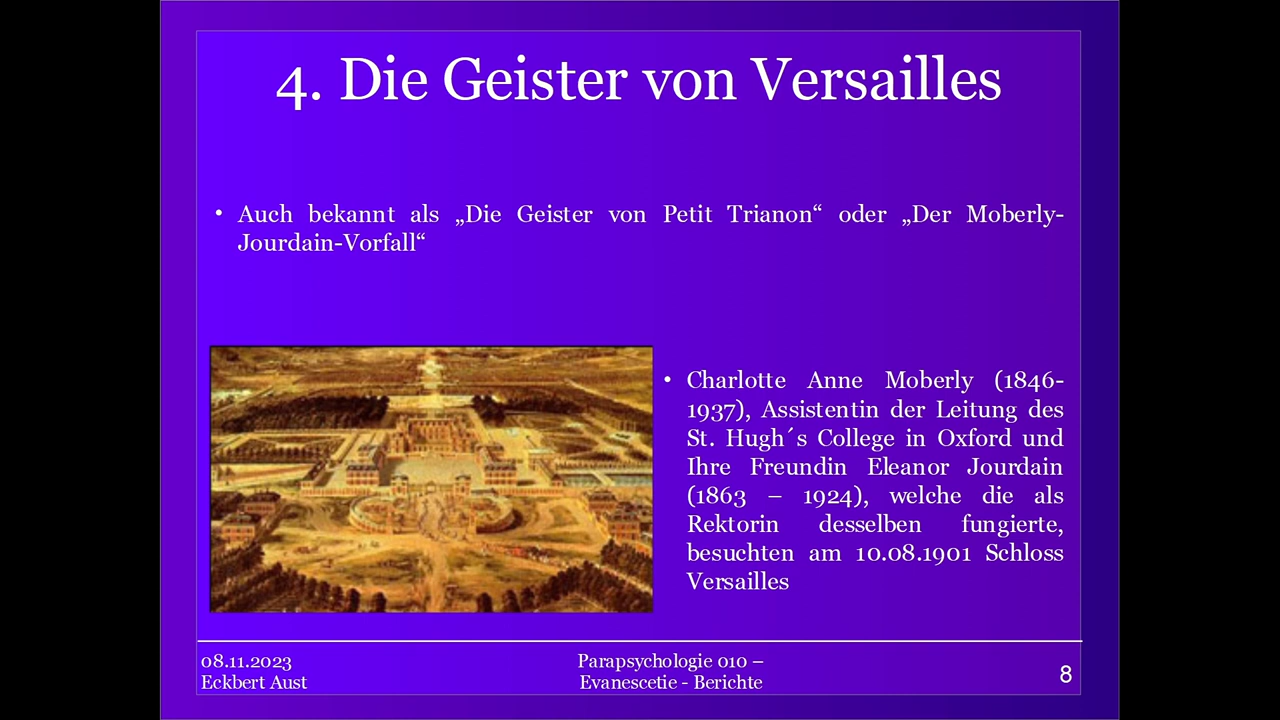 4. Die Geister von Versailles
• Auch bekannt als „Die Geister von Petit Trianon“ oder „Der Moberly-
Jourdain-Vorfall“
• Charlotte Anne Moberly (1846-
1937), Assistentin der Leitung des
St. Hugh´s College in Oxford und
Ihre Freundin Eleanor Jourdain
(1863 – 1924), welche die als
Rektorin desselben fungierte,
besuchten am 10.08.1901 Schloss
Versailles
08.11.2023
Eckbert Aust
Parapsychologie 010 –
Evanescetie - Berichte
8